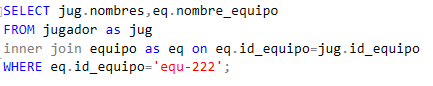 SELECT jug.nombres,eq.nombre_equipo
FROM jugador as jug
inner join equipo as eq on eq.id_equipo=jug.id_equipo
WHERE eq.id_equipo='equ-222';